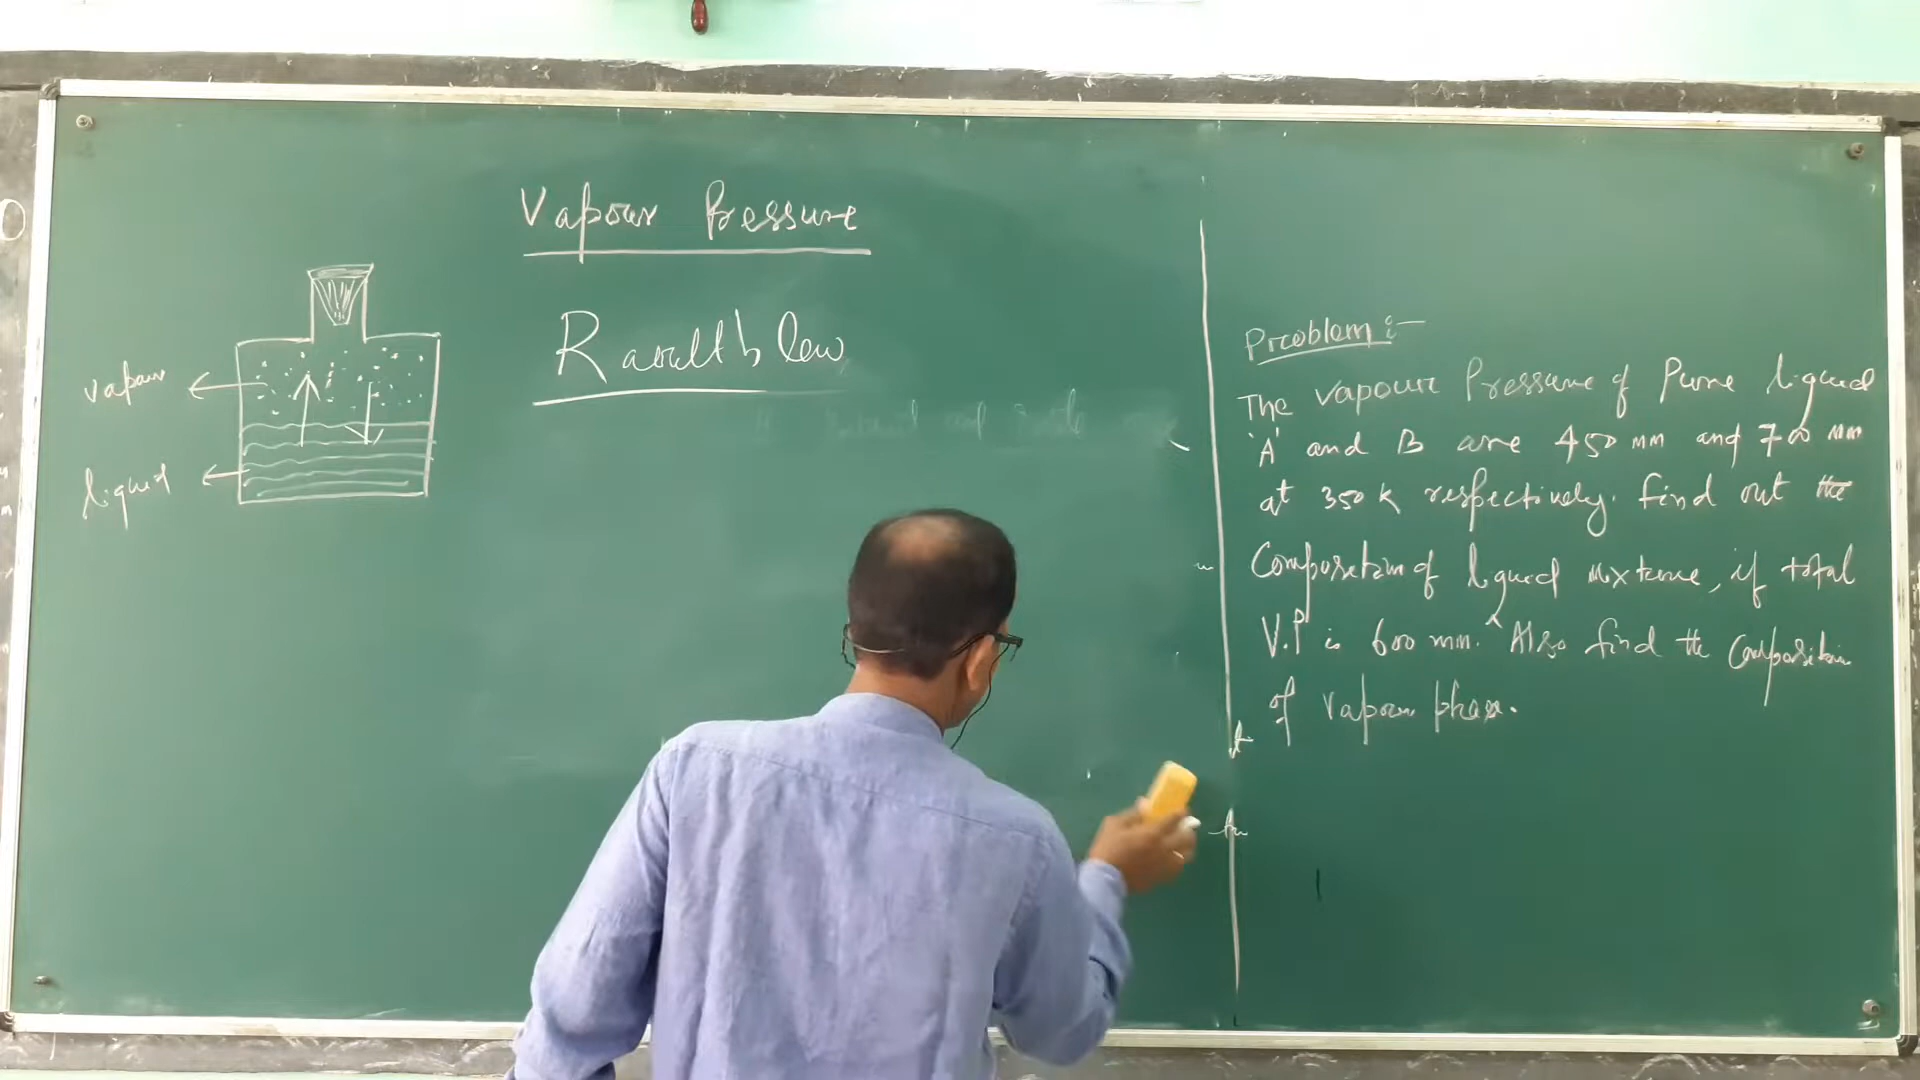 Vapour Pressure
Raoult's law
vapour
liquid
Problem:-
The vapour Pressure of Pure liquid
'A' and B are 450 mm and 700 mm
at 350 K respectively. find out the
Composition of liquid mixture, if total
V.P is 600 mm. Also find the Composition
of vapour phase.